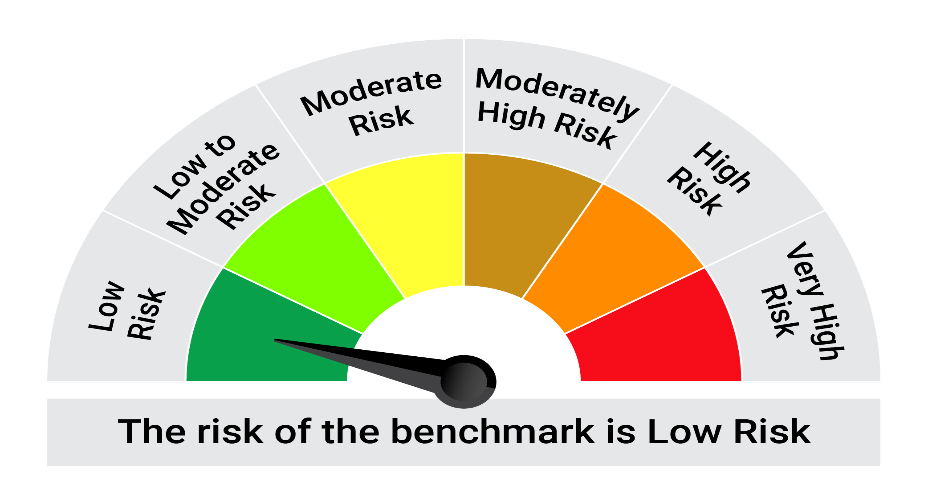 Low
Risk
Low to
Moderate
Risk
Moderate
Risk
Moderately
High Risk
High
Risk
Very High
Risk
The risk of the benchmark is Low Risk